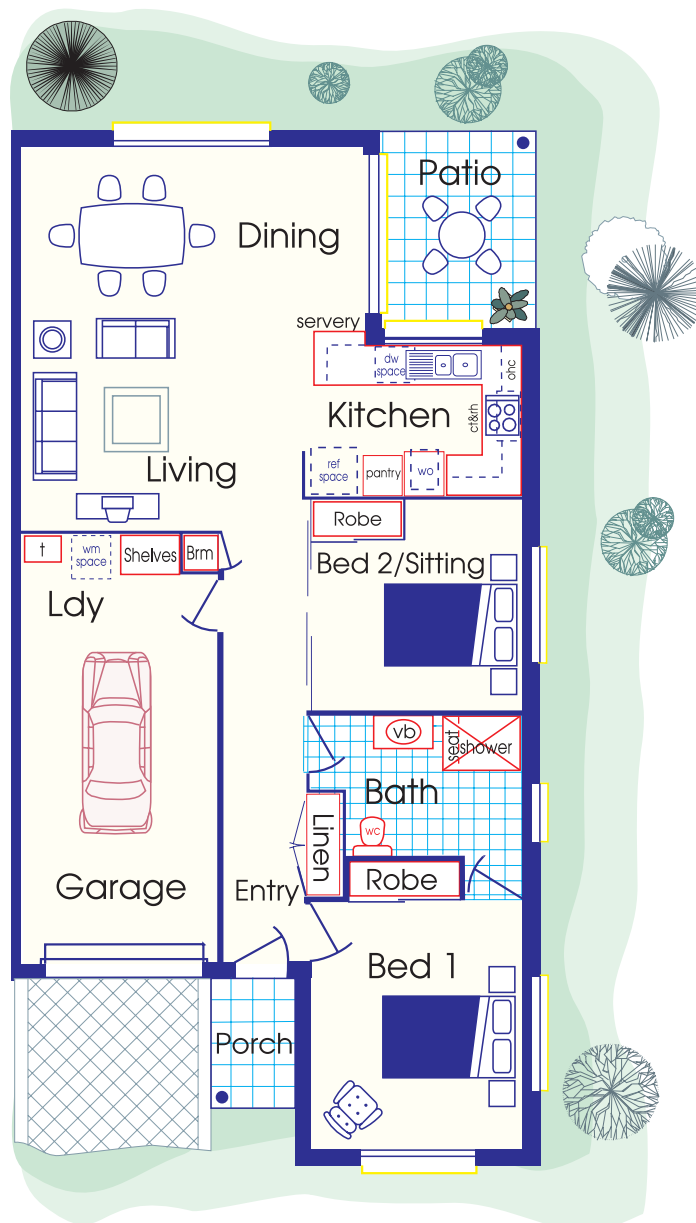 Patio
Dining
servery
dw
space
ohc
Kitchen
ct&rh
Living
ref
space
pantry
wo
Robe
t
wm
space
Shelves
Brm
Bed 2/Sitting
Ldy
vb
seat
shower
Bath
Linen
wc
Garage
Entry
Robe
Bed 1
Porch